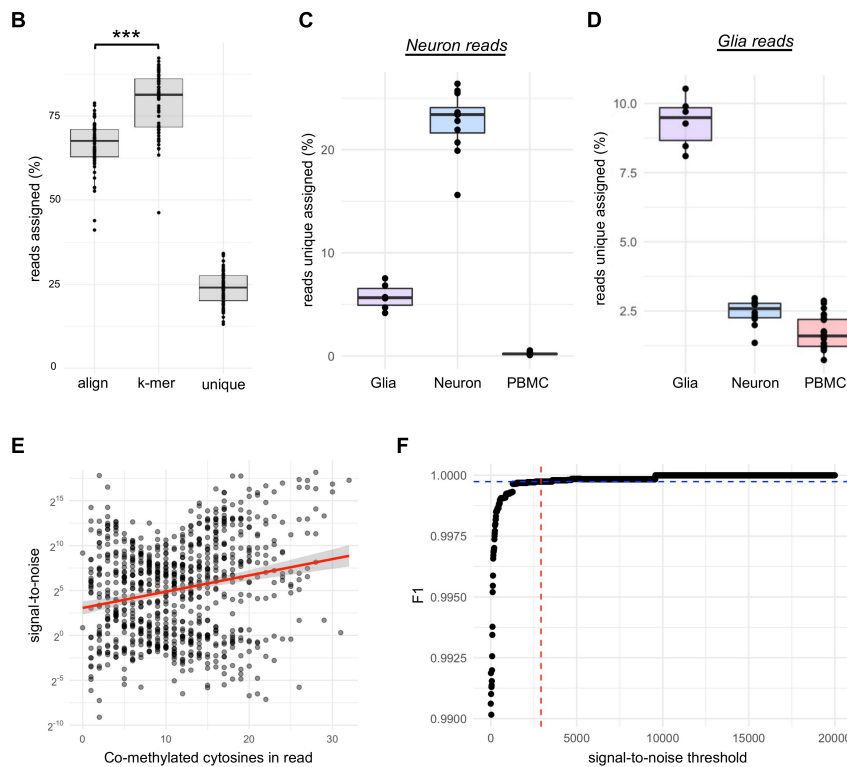 B
***
reads assigned (%)
75
50
25
0
align k-mer unique
C
Neuron reads
reads unique assigned (%)
20
10
0
Glia Neuron PBMC
D
Glia reads
reads unique assigned (%)
10.0
7.5
5.0
2.5
Glia Neuron PBMC
E
signal-to-noise
2^15
2^10
2^5
2^0
2^-5
2^-10
0 10 20 30
Co-methylated cytosines in read
F
F1
1.0000
0.9975
0.9950
0.9925
0.9900
0 5000 10000 15000 20000
signal-to-noise threshold